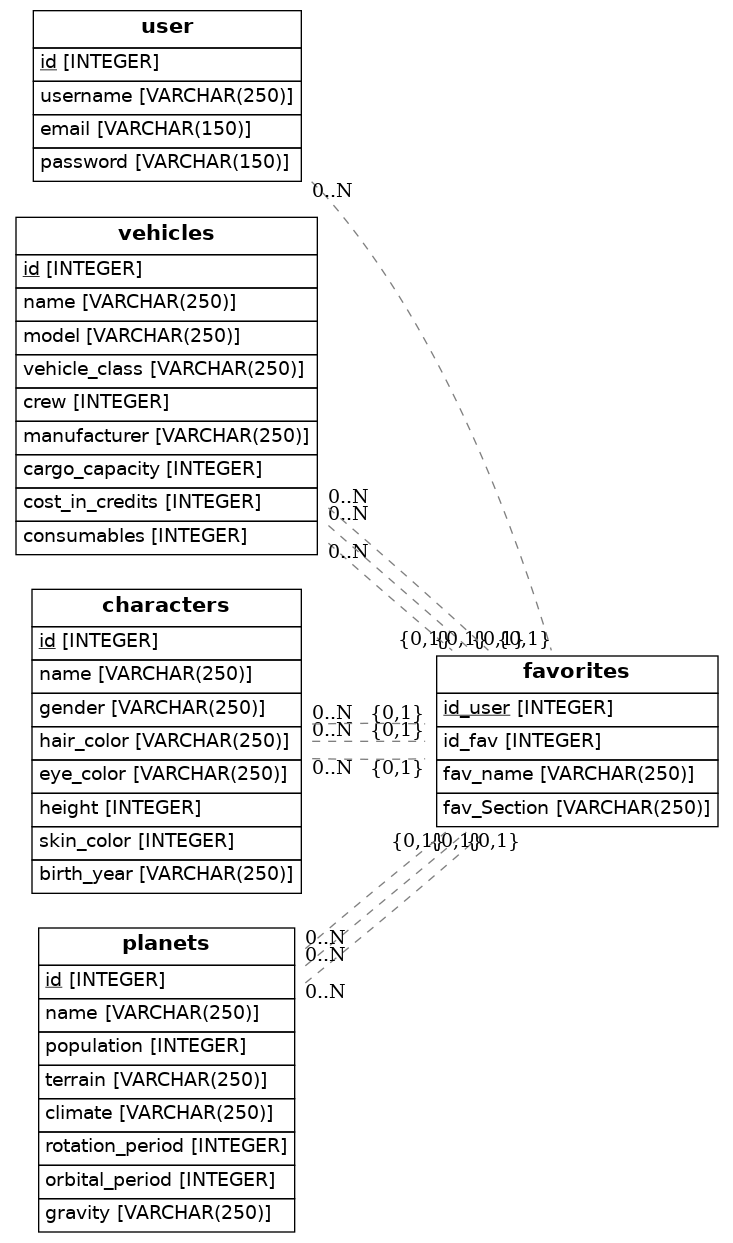 user
id [INTEGER]
username [VARCHAR(250)]
email [VARCHAR(150)]
password [VARCHAR(150)]
0..N
vehicles
id [INTEGER]
name [VARCHAR(250)]
model [VARCHAR(250)]
vehicle_class [VARCHAR(250)]
crew [INTEGER]
manufacturer [VARCHAR(250)]
cargo_capacity [INTEGER]
cost_in_credits [INTEGER]
consumables [INTEGER]
0..N
0..N
0..N
{0,1} {0,1} {0,1} {0,1}
characters
id [INTEGER]
name [VARCHAR(250)]
gender [VARCHAR(250)]
hair_color [VARCHAR(250)]
eye_color [VARCHAR(250)]
height [INTEGER]
skin_color [INTEGER]
birth_year [VARCHAR(250)]
0..N {0,1}
0..N {0,1}
0..N {0,1}
favorites
id_user [INTEGER]
id_fav [INTEGER]
fav_name [VARCHAR(250)]
fav_Section [VARCHAR(250)]
{0,1} {0,1} {0,1}
0..N
0..N
0..N
planets
id [INTEGER]
name [VARCHAR(250)]
population [INTEGER]
terrain [VARCHAR(250)]
climate [VARCHAR(250)]
rotation_period [INTEGER]
orbital_period [INTEGER]
gravity [VARCHAR(250)]